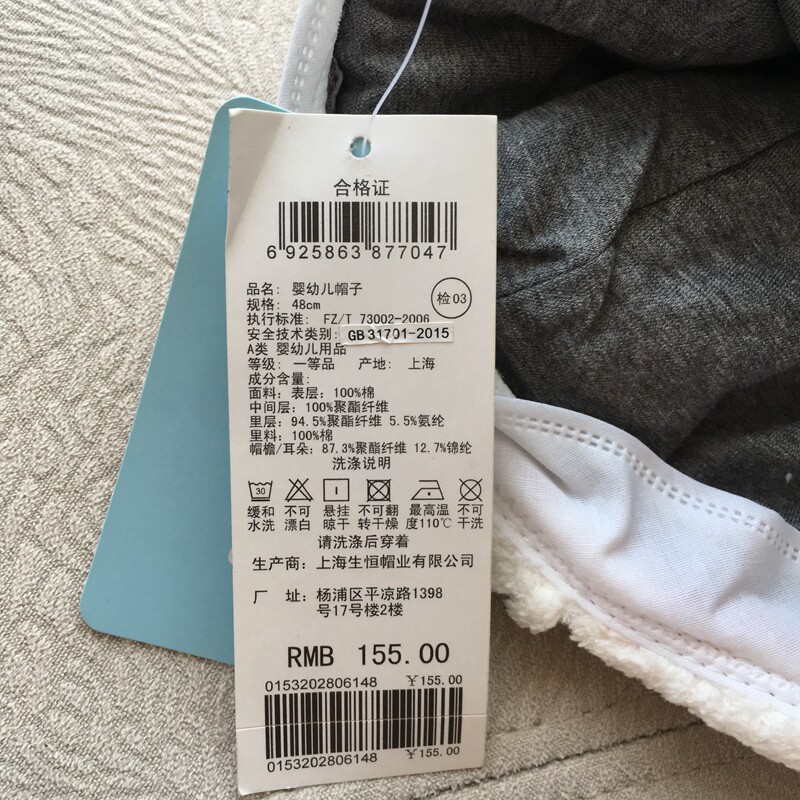 合格证
6 925863 877047
品名: 婴幼儿帽子
规格: 48cm
检03
执行标准: FZ/T 73002-2006
安全技术类别: GB31701-2015
A类 婴幼儿用品
等级: 一等品 产地: 上海
成分含量:
面料: 表层: 100%棉
中间层: 100%聚酯纤维
里层: 94.5%聚酯纤维 5.5%氨纶
里料: 100%棉
帽檐/耳朵: 87.3%聚酯纤维 12.7%锦纶
洗涤说明
30
缓和水洗 不可漂白 悬挂晾干 不可翻转干燥 最高温度110℃ 不可干洗
请洗涤后穿着
生产商: 上海生恒帽业有限公司
厂 址: 杨浦区平凉路1398
号17号楼2楼
RMB 155.00
0153202806148 ¥155.00
0153202806148 ¥155.00